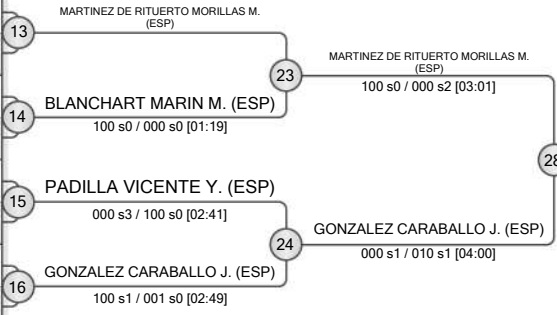 MARTINEZ DE RITUERTO MORILLAS M.
(ESP)
13
MARTINEZ DE RITUERTO MORILLAS M.
(ESP)
23
100 s0 / 000 s2 [03:01]
BLANCHART MARIN M. (ESP)
14
100 s0 / 000 s0 [01:19]
28
PADILLA VICENTE Y. (ESP)
15
000 s3 / 100 s0 [02:41]
GONZALEZ CARABALLO J. (ESP)
24
000 s1 / 010 s1 [04:00]
GONZALEZ CARABALLO J. (ESP)
16
100 s1 / 001 s0 [02:49]